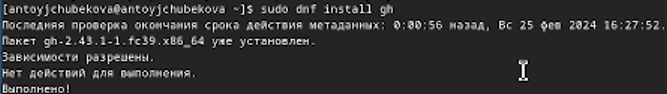 [antoyjchubekova@antoyjchubekova ~]$ sudo dnf install gh
Последняя проверка окончания срока действия метаданных: 0:00:56 назад, Вс 25 фев 2024 16:27:52.
Пакет gh-2.43.1-1.fc39.x86_64 уже установлен.
Зависимости разрешены.
Нет действий для выполнения.
Выполнено!